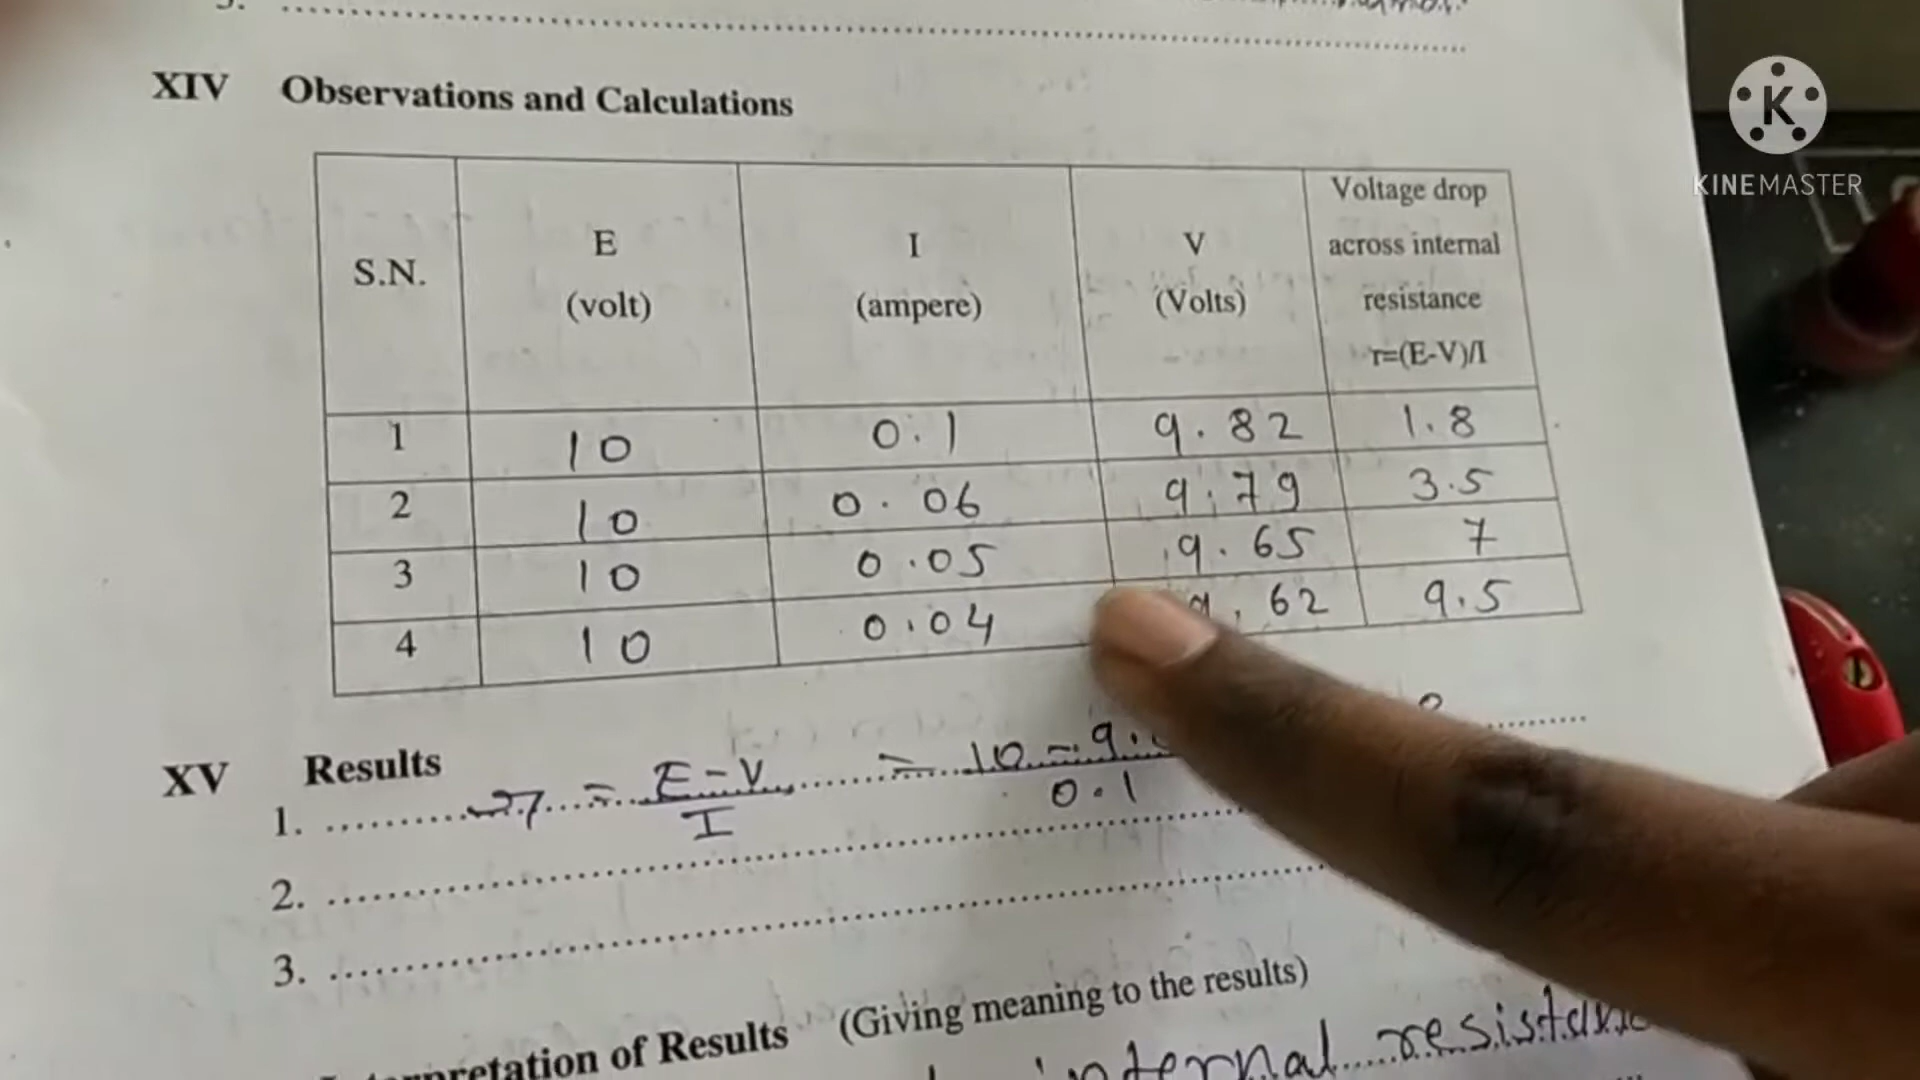 XIV Observations and Calculations
KINEMASTER
S.N. E (volt) I (ampere) V (Volts) Voltage drop across internal resistance r=(E-V)/I
1 10 0.1 9.82 1.8
2 10 0.06 9.79 3.5
3 10 0.05 9.65 7
4 10 0.04 9.62 9.5
XV Results
1. r = E-V / I = 10-9. / 0.1
2.
3.
of Results (Giving meaning to the results)
internal